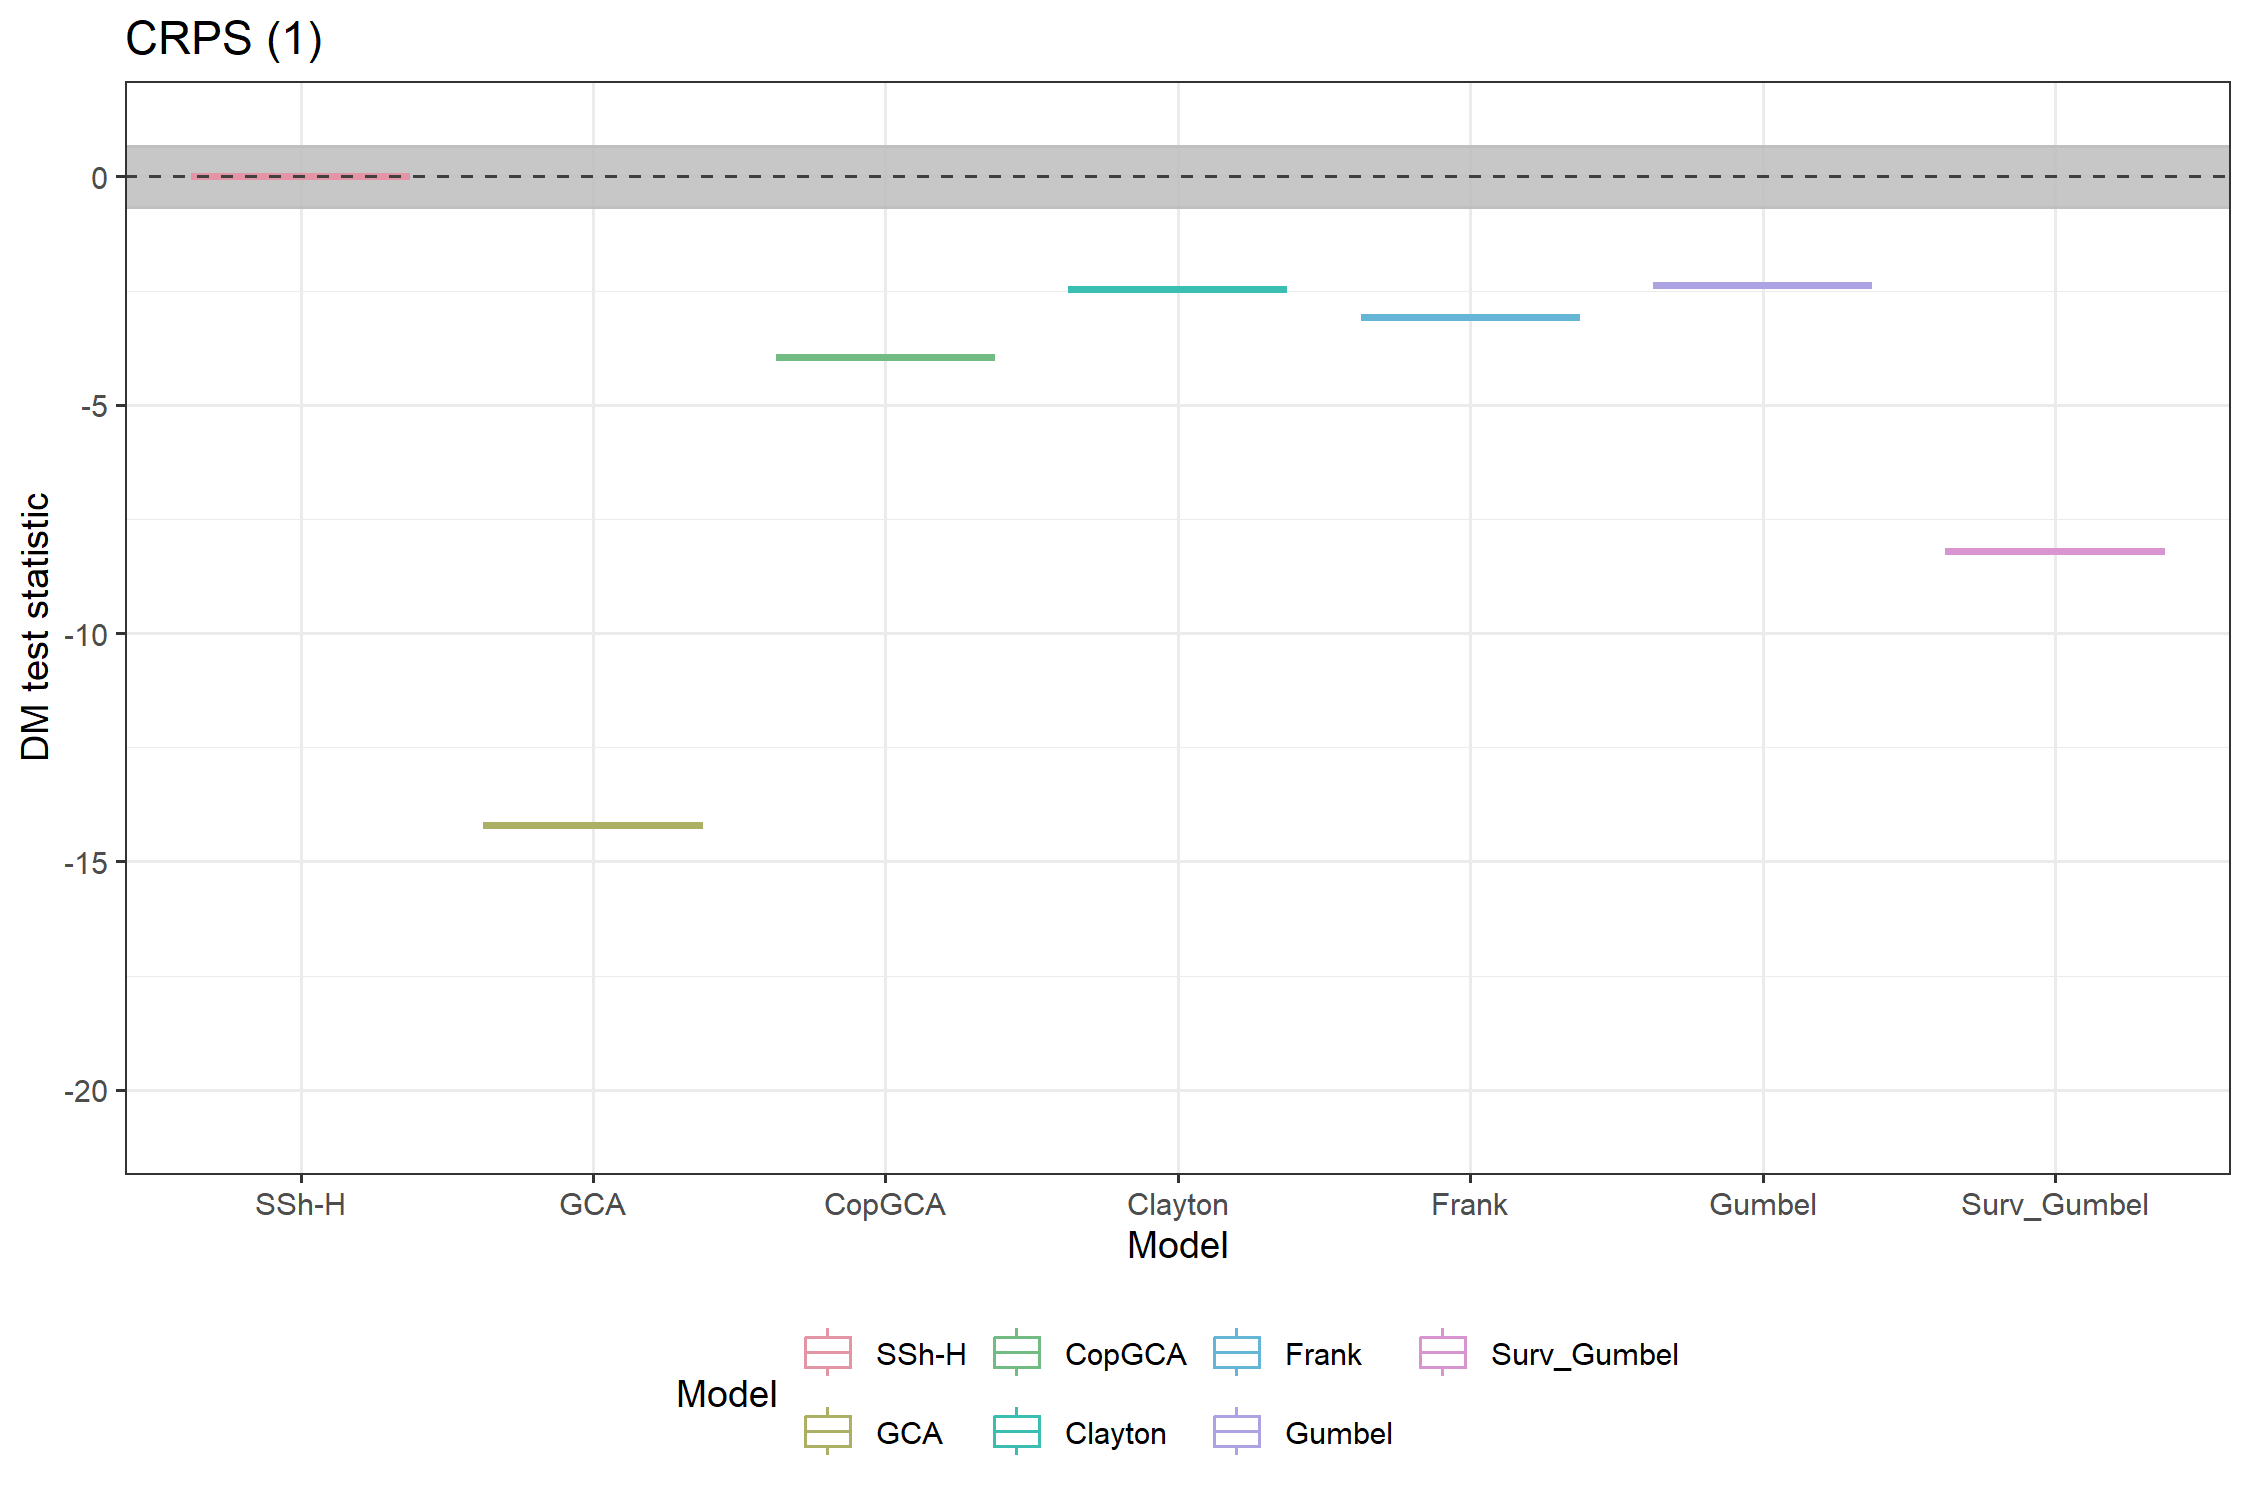 CRPS (1)
DM test statistic
0
-5
-10
-15
-20
SSh-H GCA CopGCA Clayton Frank Gumbel Surv_Gumbel
Model
Model
SSh-H CopGCA Frank Surv_Gumbel
GCA Clayton Gumbel